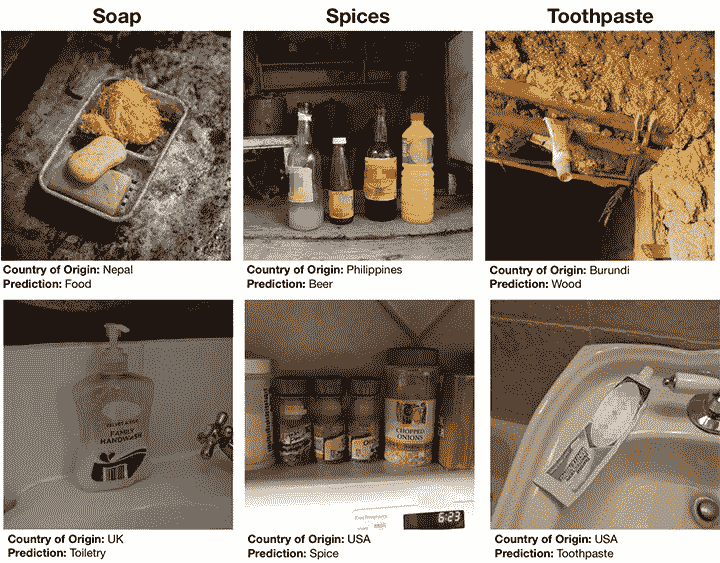 Soap
Spices
Toothpaste
Country of Origin: Nepal
Prediction: Food
Country of Origin: Philippines
Prediction: Beer
Country of Origin: Burundi
Prediction: Wood
FAMILY
HANDWASH
CHOPPED
ONIONS
6:23
Country of Origin: UK
Prediction: Toiletry
Country of Origin: USA
Prediction: Spice
Country of Origin: USA
Prediction: Toothpaste